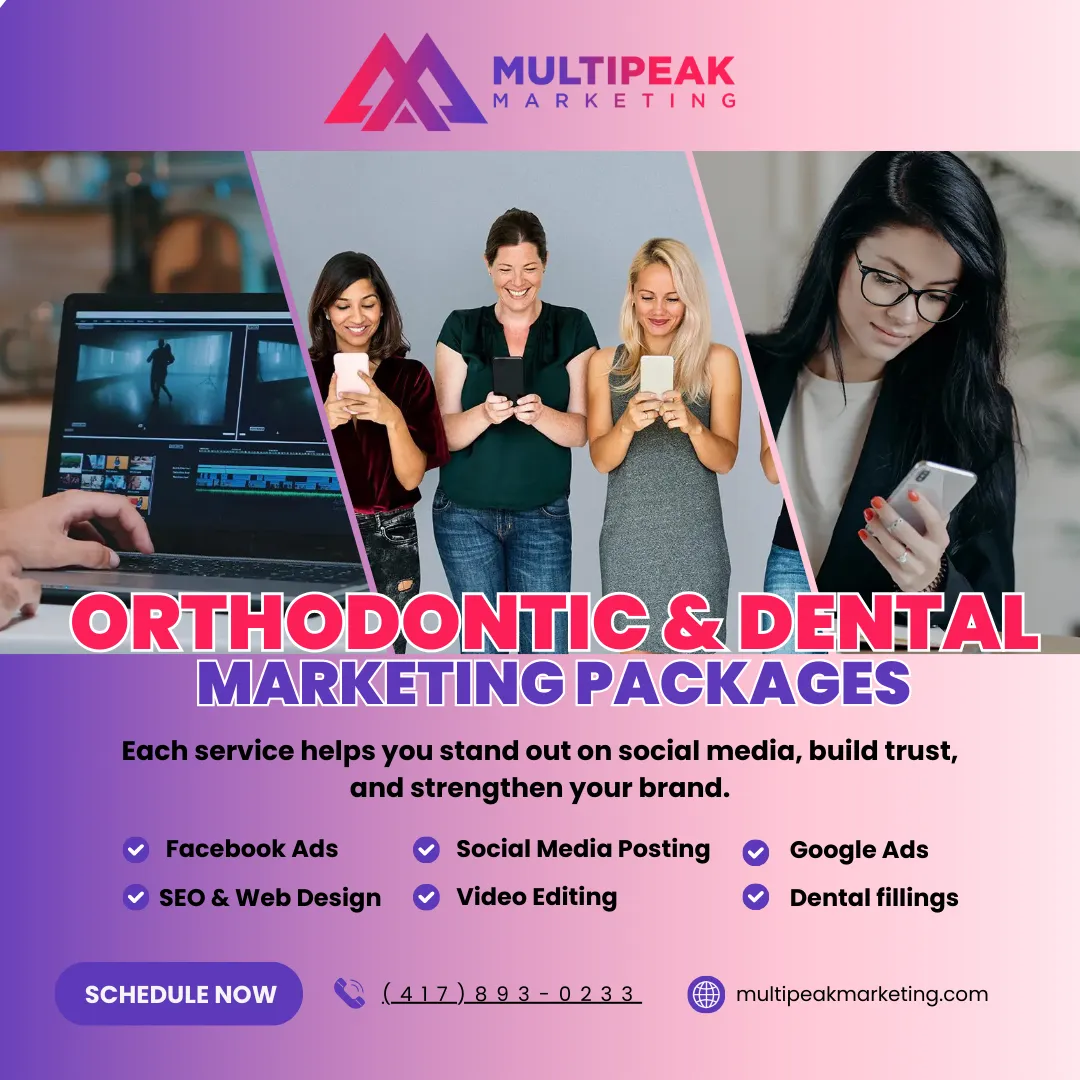 MULTIPEAK
MARKETING
ORTHODONTIC & DENTAL
MARKETING PACKAGES
Each service helps you stand out on social media, build trust,
and strengthen your brand.
Facebook Ads
Social Media Posting
Google Ads
SEO & Web Design
Video Editing
Dental fillings
SCHEDULE NOW
(417)893-0233
multipeakmarketing.com